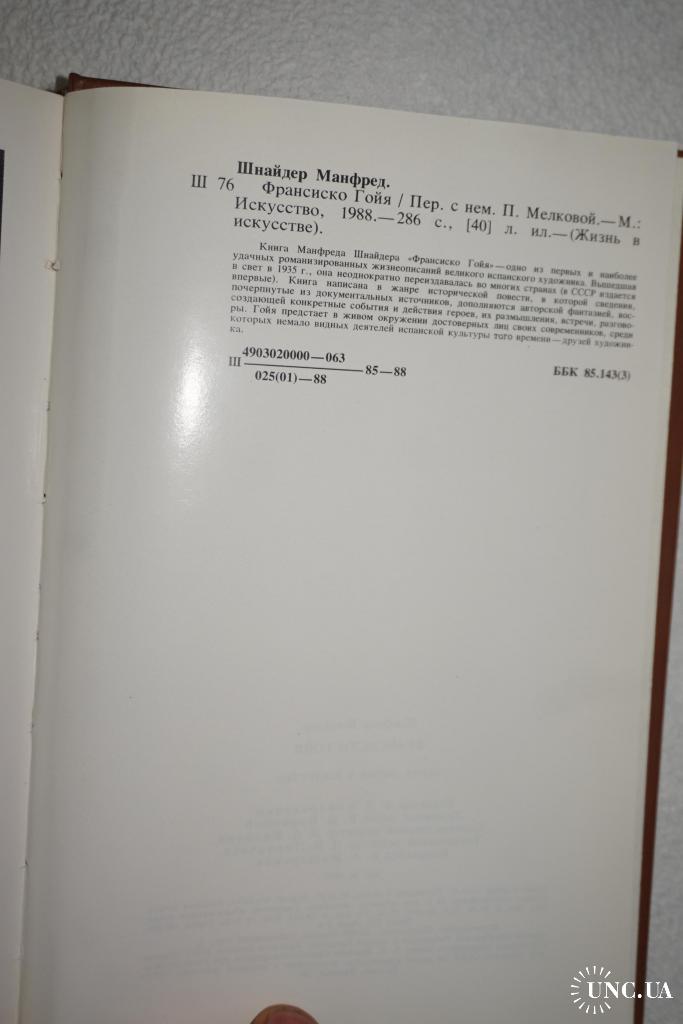 Шнайдер Манфред.
Ш 76 Франсиско Гойя / Пер. с нем. П. Мелковой.— М.:
Искусство, 1988.— 286 с., [40] л. ил.— (Жизнь в
искусстве).
Книга Манфреда Шнайдера «Франсиско Гойя» — одно из первых и наиболее
удачных романизированных жизнеописаний великого испанского художника. Вышедшая
в свет в 1935 г., она неоднократно переиздавалась во многих странах (в СССР издается
впервые). Книга написана в жанре исторической повести, в которой сведения,
почерпнутые из документальных источников, дополняются авторской фантазией, вос-
создающей конкретные события и действия героев, их размышления, встречи, разгово-
ры. Гойя предстает в живом окружении достоверных лиц своих современников, среди
которых немало видных деятелей испанской культуры того времени — друзей художни-
ка.
4903020000—063
Ш 85—88
025(01)—88
ББК 85.143(3)
UNC.UA